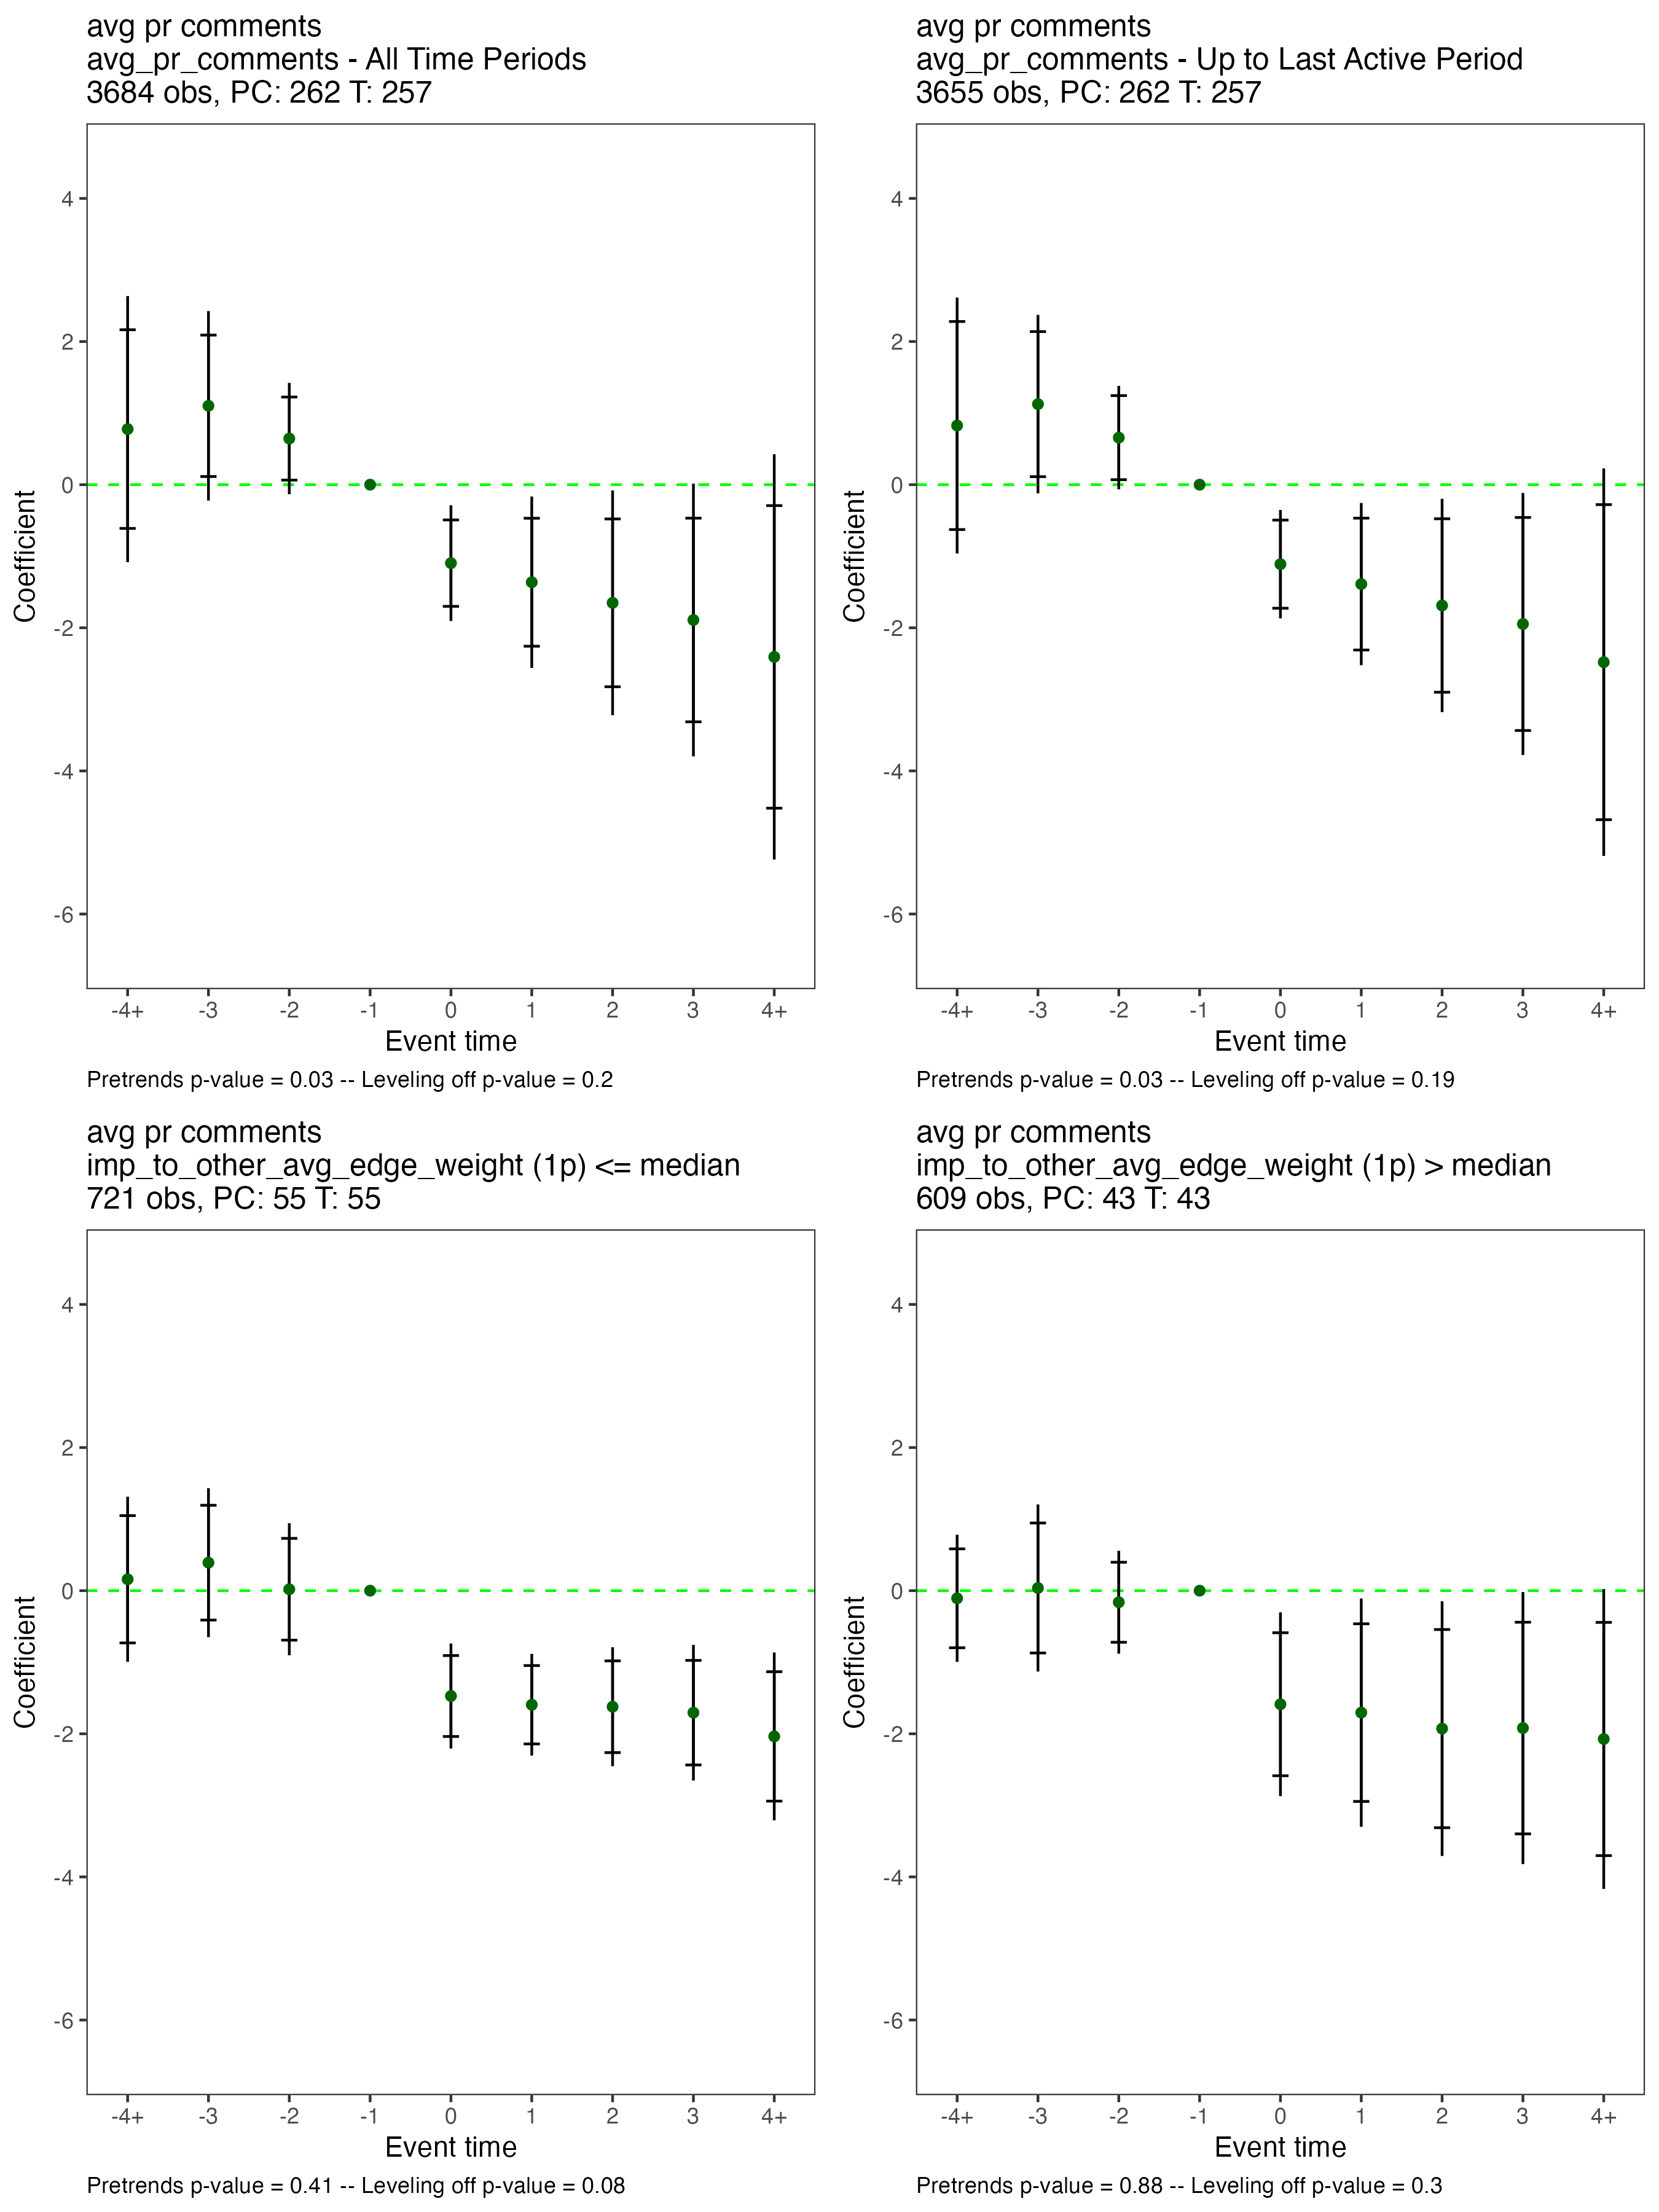 avg pr comments
avg_pr_comments - All Time Periods
3684 obs, PC: 262 T: 257
Coefficient
4
2
0
-2
-4
-6
-4+ -3 -2 -1 0 1 2 3 4+
Event time
Pretrends p-value = 0.03 -- Leveling off p-value = 0.2
avg pr comments
avg_pr_comments - Up to Last Active Period
3655 obs, PC: 262 T: 257
Coefficient
4
2
0
-2
-4
-6
-4+ -3 -2 -1 0 1 2 3 4+
Event time
Pretrends p-value = 0.03 -- Leveling off p-value = 0.19
avg pr comments
imp_to_other_avg_edge_weight (1p) <= median
721 obs, PC: 55 T: 55
Coefficient
4
2
0
-2
-4
-6
-4+ -3 -2 -1 0 1 2 3 4+
Event time
Pretrends p-value = 0.41 -- Leveling off p-value = 0.08
avg pr comments
imp_to_other_avg_edge_weight (1p) > median
609 obs, PC: 43 T: 43
Coefficient
4
2
0
-2
-4
-6
-4+ -3 -2 -1 0 1 2 3 4+
Event time
Pretrends p-value = 0.88 -- Leveling off p-value = 0.3